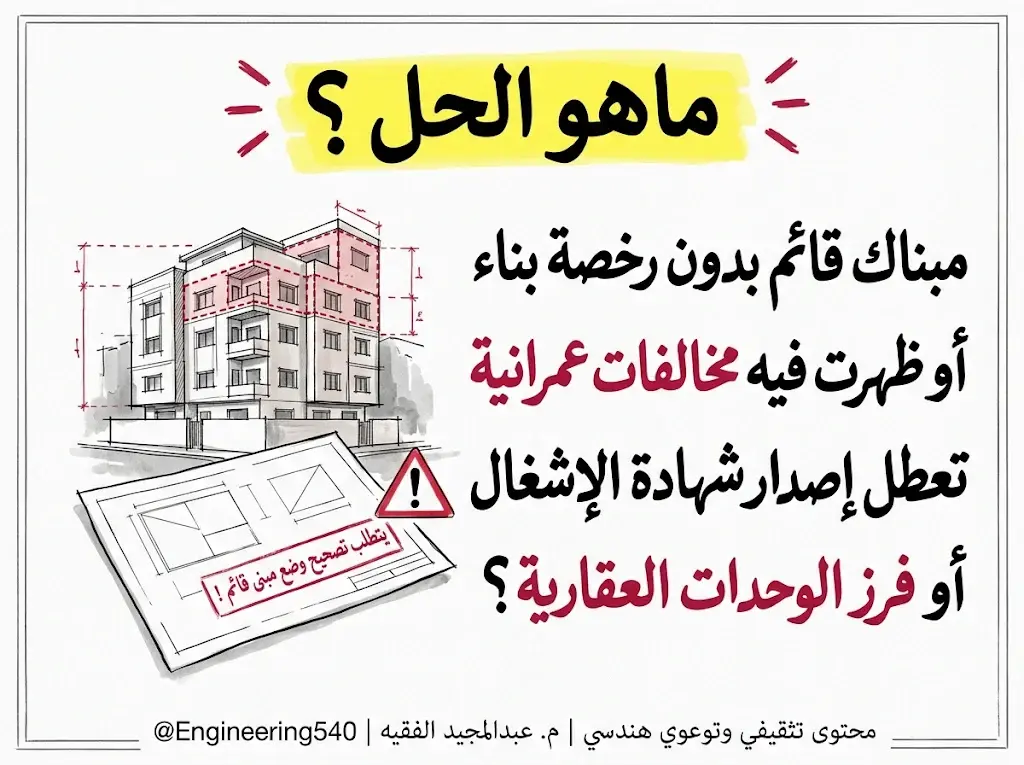 ماهو الحل ؟
مبناك قائم بدون رخصة بناء
أو ظهرت فيه مخالفات عمرانية
تعطل إصدار شهادة الإشغال
أو فرز الوحدات العقارية ؟
يتطلب تصحيح وضع مبنى قائم !
محتوى تثقيفي وتوعوي هندسي | م. عبدالمجيد الفقيه | @Engineering540